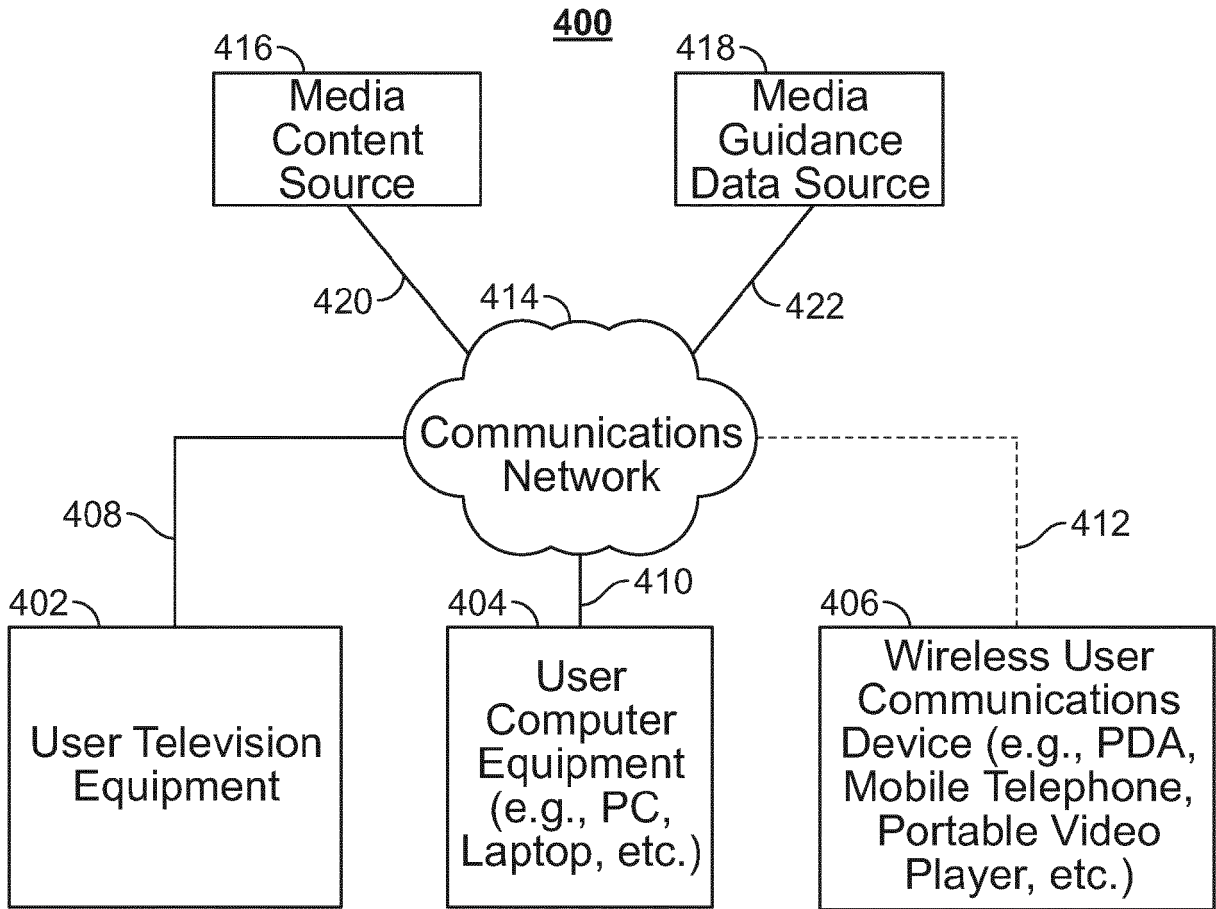 400
416
418
Media
Content
Source
Media
Guidance
Data Source
420
414
422
Communications
Network
408
410
412
402
404
406
User Television
Equipment
User
Computer
Equipment
(e.g., PC,
Laptop, etc.)
Wireless User
Communications
Device (e.g., PDA,
Mobile Telephone,
Portable Video
Player, etc.)